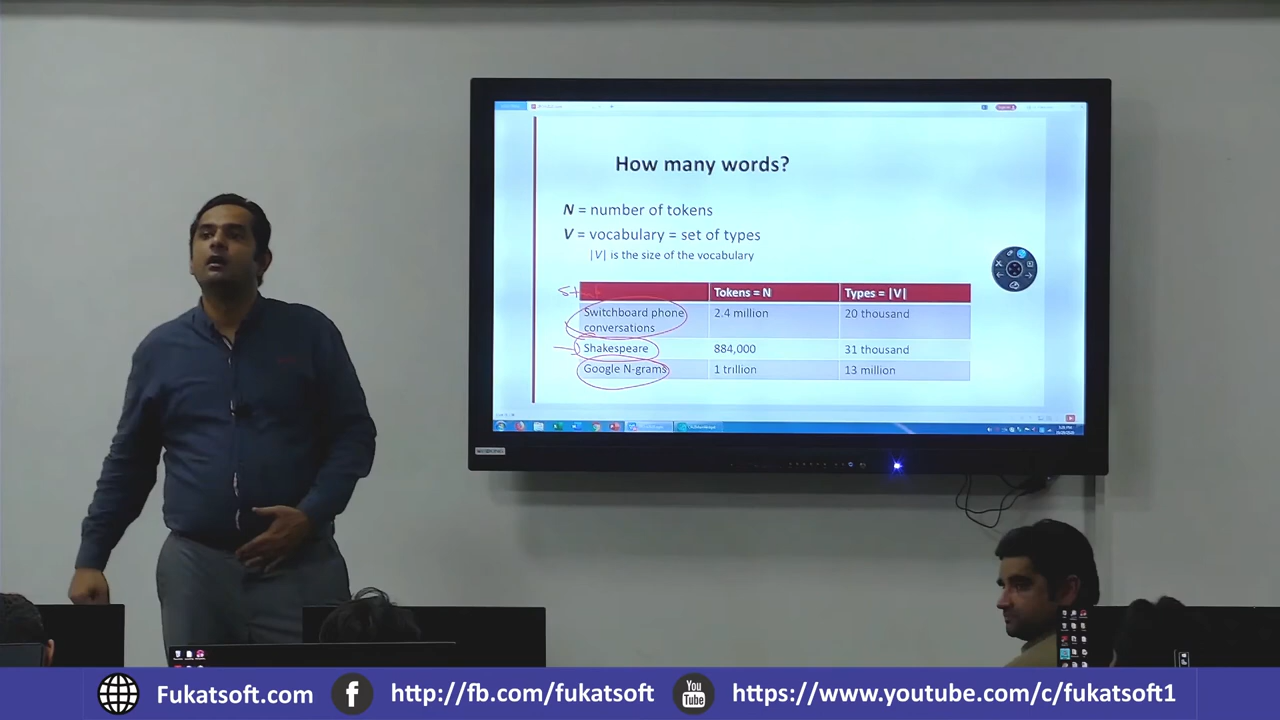 How many words?
N = number of tokens
V = vocabulary = set of types
|V| is the size of the vocabulary
Tokens = N Types = |V|
Switchboard phone conversations 2.4 million 20 thousand
Shakespeare 884,000 31 thousand
Google N-grams 1 trillion 13 million
Fukatsoft.com http://fb.com/fukatsoft You Tube https://www.youtube.com/c/fukatsoft1